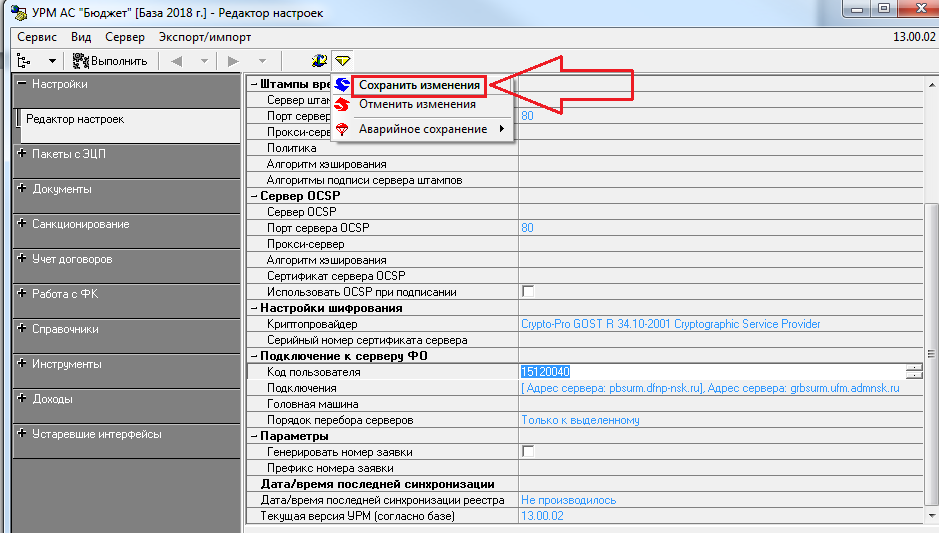 УРМ АС "Бюджет" [База 2018 г.] - Редактор настроек
Сервис Вид Сервер Экспорт/импорт 13.00.02
Выполнить
Настройки
Редактор настроек
Пакеты с ЭЦП
Документы
Санкционирование
Учет договоров
Работа с ФК
Справочники
Инструменты
Доходы
Устаревшие интерфейсы
Сохранить изменения
Отменить изменения
Аварийное сохранение
Штампы вре
Сервер штам
Порт сервер 80
Прокси-серв
Политика
Алгоритм хэширования
Алгоритмы подписи сервера штампов
Сервер OCSP
Сервер OCSP
Порт сервера OCSP 80
Прокси-сервер
Алгоритм хэширования
Сертификат сервера OCSP
Использовать OCSP при подписании
Настройки шифрования
Криптопровайдер Crypto-Pro GOST R 34.10-2001 Cryptographic Service Provider
Серийный номер сертификата сервера
Подключение к серверу ФО
Код пользователя 15120040
Подключения [ Адрес сервера: pbsurm.dfnp-nsk.ru], Адрес сервера: grbsurm.ufm.admnsk.ru
Головная машина
Порядок перебора серверов Только к выделенному
Параметры
Генерировать номер заявки
Префикс номера заявки
Дата/время последней синхронизации
Дата/время последней синхронизации реестра Не производилось
Текущая версия УРМ (согласно базе) 13.00.02